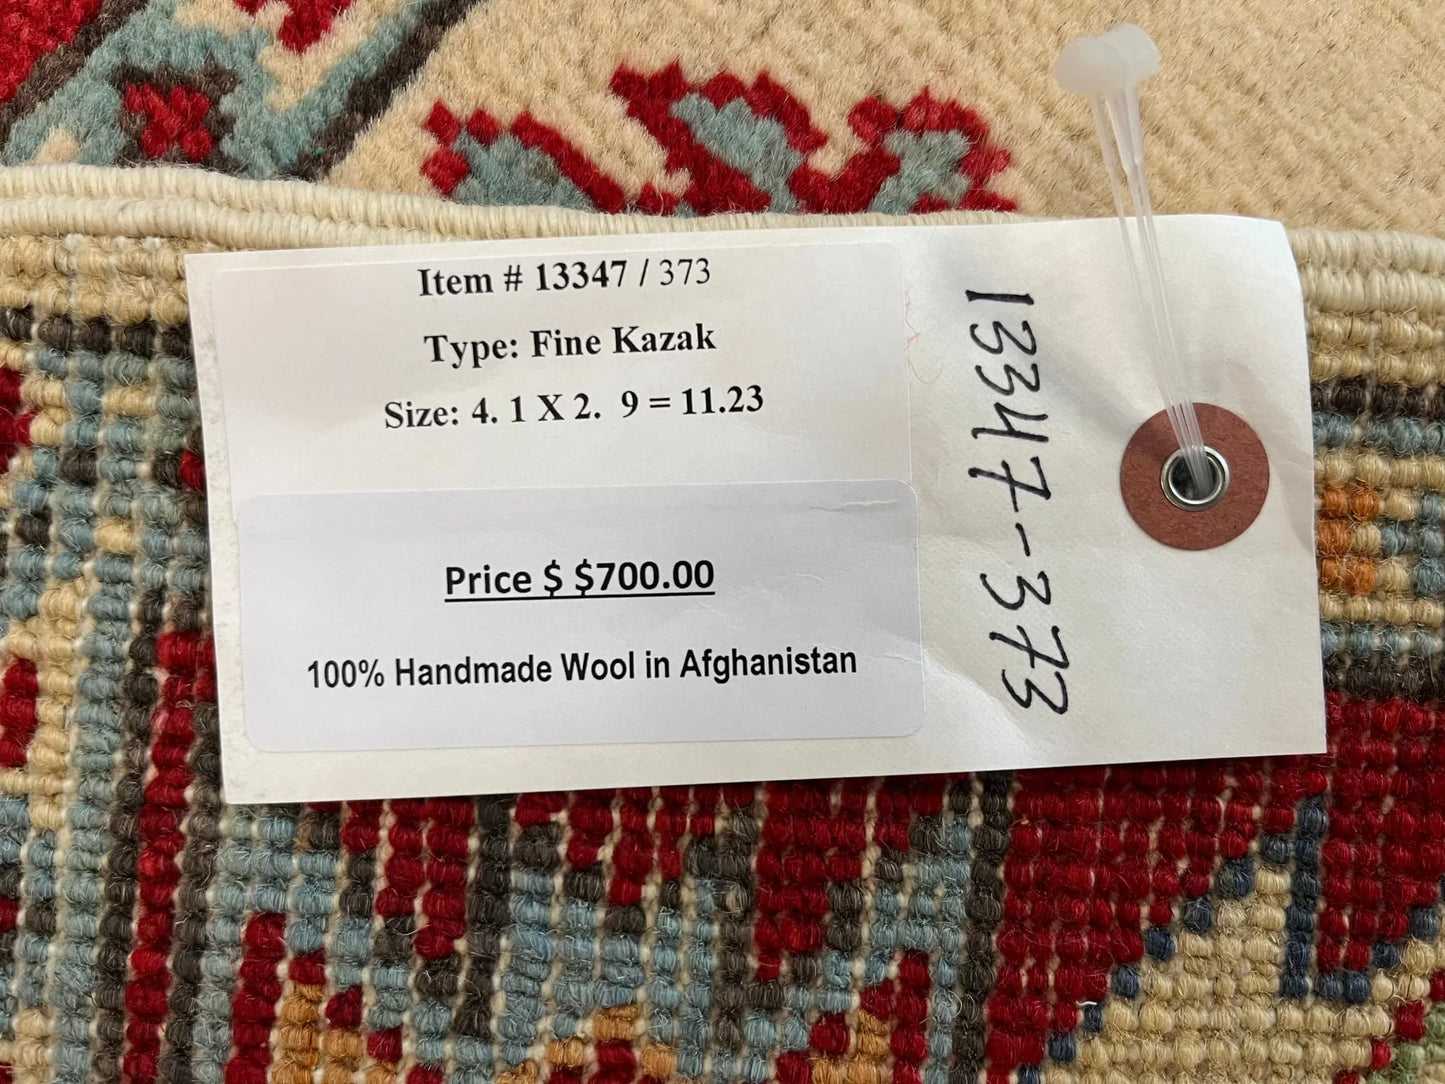 Item # 13347 / 373
Type: Fine Kazak
Size: 4. 1 X 2. 9 = 11.23
Price $ $700.00
100% Handmade Wool in Afghanistan
13347-373